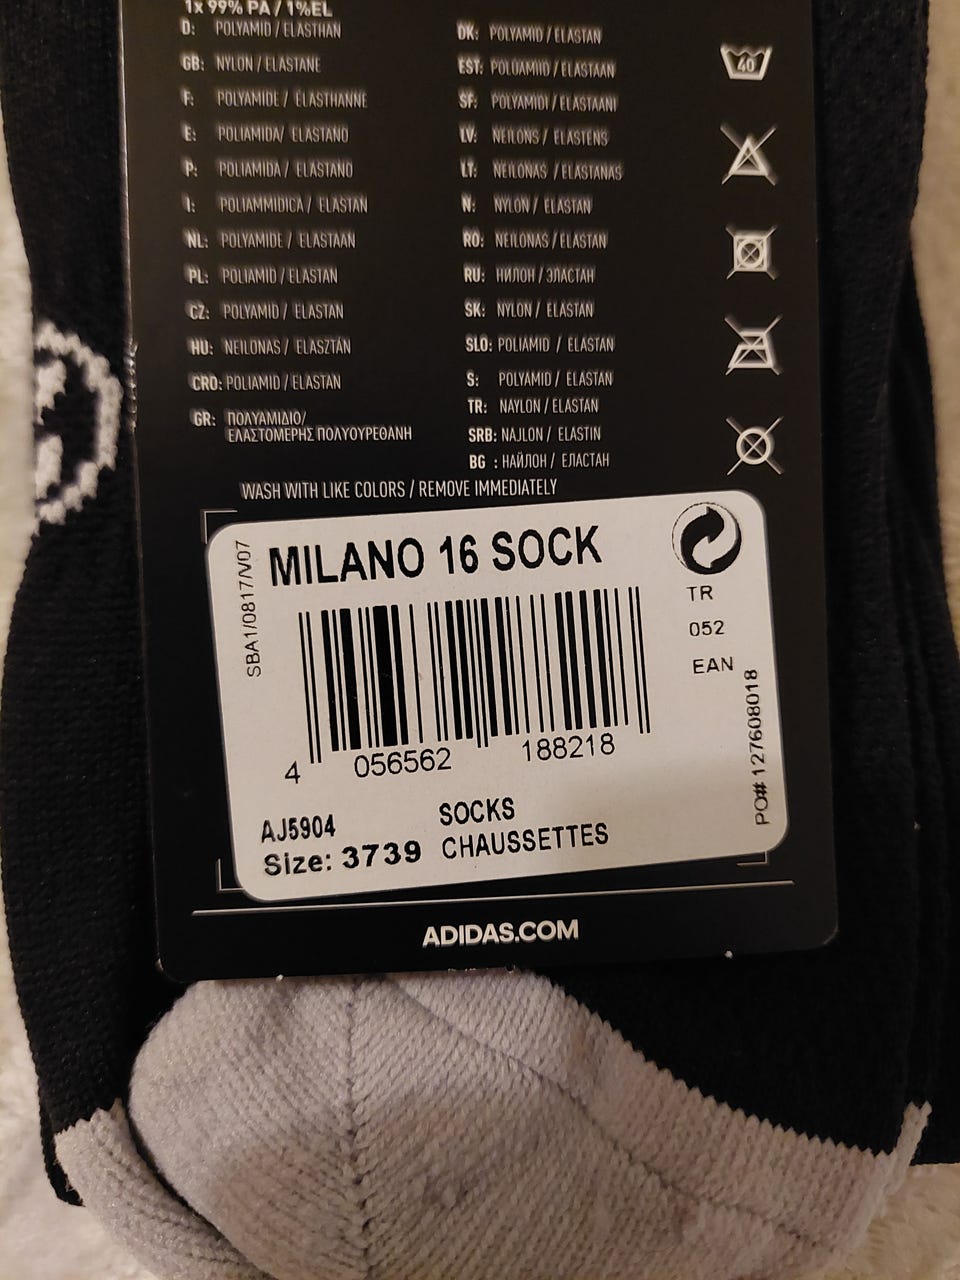 1x 99% PA / 1%EL
D: POLYAMID / ELASTHAN
GB: NYLON / ELASTANE
F: POLYAMIDE / ELASTHANNE
E: POLIAMIDA/ ELASTANO
P: POLIAMIDA / ELASTANO
I: POLIAMMIDICA / ELASTAN
NL: POLYAMIDE / ELASTAAN
PL: POLIAMID / ELASTAN
CZ: POLYAMID / ELASTAN
HU: NEILONAS / ELASZTÁN
CRO: POLIAMID / ELASTAN
GR: ΠΟΛΥΑΜΙΔΙΟ/
ΕΛΑΣΤΟΜΕΡΗΣ ΠΟΛΥΟΥΡΕΘΑΝΗ
DK: POLYAMID / ELASTAN
EST: POLÜAMIID / ELASTAAN
SF: POLYAMIDI / ELASTAANI
LV: NEILONS / ELASTENS
LT: NEILONAS / ELASTANAS
N: NYLON / ELASTAN
RO: NEILONAS / ELASTAN
RU: НИЛОН / ЭЛАСТАН
SK: NYLON / ELASTAN
SLO: POLIAMID / ELASTAN
S: POLYAMID / ELASTAN
TR: NAYLON / ELASTAN
SRB: NAJLON / ELASTIN
BG : НАЙЛОН / ЕЛАСТАН
40
WASH WITH LIKE COLORS / REMOVE IMMEDIATELY
SBA1/0817/V07
MILANO 16 SOCK
TR
052
EAN
4 056562 188218
PO# 127608018
AJ5904
Size: 3739
SOCKS
CHAUSSETTES
ADIDAS.COM